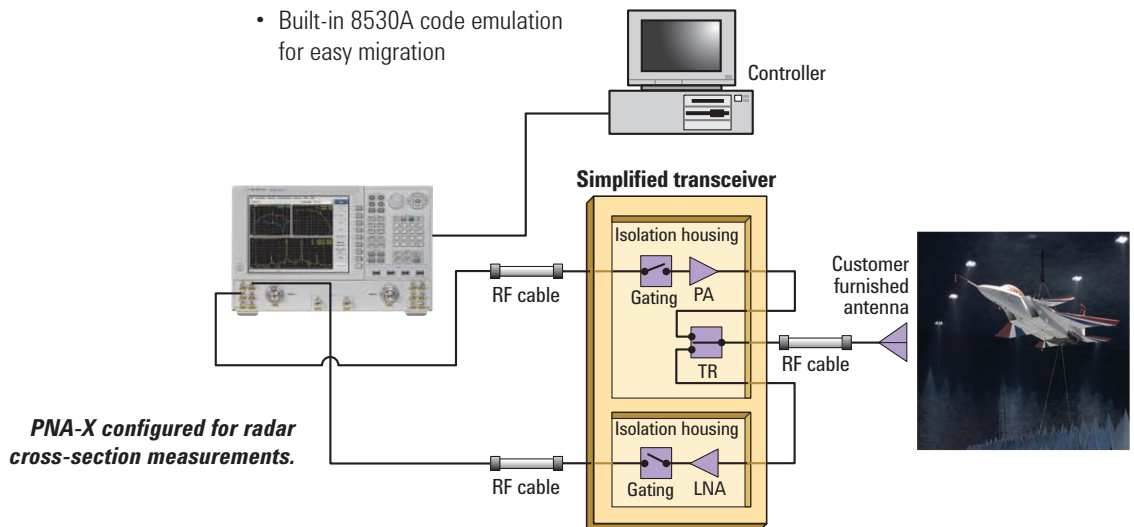 • Built-in 8530A code emulation
for easy migration
Controller
Simplified transceiver
Isolation housing
Gating
PA
RF cable
Customer
furnished
antenna
TR
RF cable
PNA-X configured for radar
cross-section measurements.
Isolation housing
RF cable
Gating
LNA